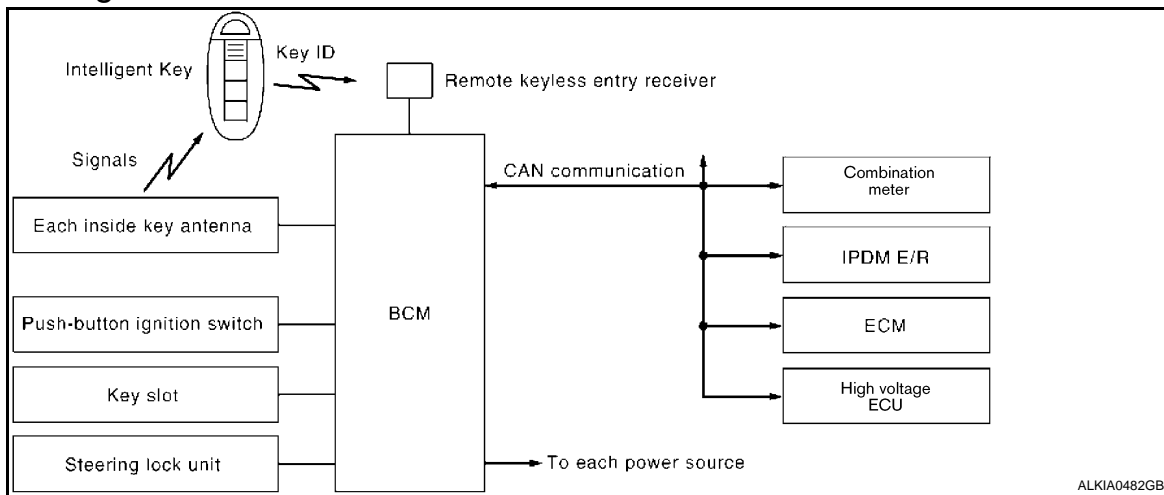 Intelligent Key
Key ID
Remote keyless entry receiver
Signals
CAN communication
Each inside key antenna
Push-button ignition switch
Key slot
Steering lock unit
BCM
Combination
meter
IPDM E/R
ECM
High voltage
ECU
To each power source
ALKIA0482GB